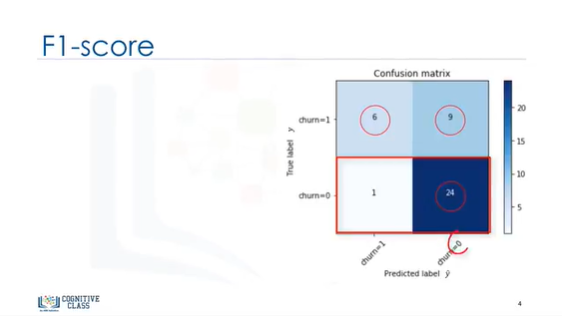 F1-score
Confusion matrix
churn=1
6
9
20
15
10
5
True label y
churn=0
1
24
churn=1
churn=0
Predicted label ŷ
COGNITIVE
CLASS
4